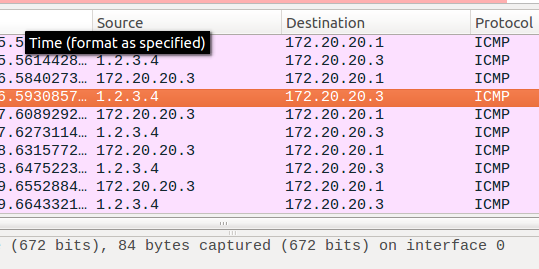 Source Destination Protocol
5.5 Time (format as specified) 172.20.20.1 ICMP
5.5614428… 1.2.3.4 172.20.20.3 ICMP
6.5840273… 172.20.20.3 172.20.20.1 ICMP
6.5930857… 1.2.3.4 172.20.20.3 ICMP
7.6089292… 172.20.20.3 172.20.20.1 ICMP
7.6273114… 1.2.3.4 172.20.20.3 ICMP
8.6315772… 172.20.20.3 172.20.20.1 ICMP
8.6475223… 1.2.3.4 172.20.20.3 ICMP
9.6552884… 172.20.20.3 172.20.20.1 ICMP
9.6643321… 1.2.3.4 172.20.20.3 ICMP
(672 bits), 84 bytes captured (672 bits) on interface 0